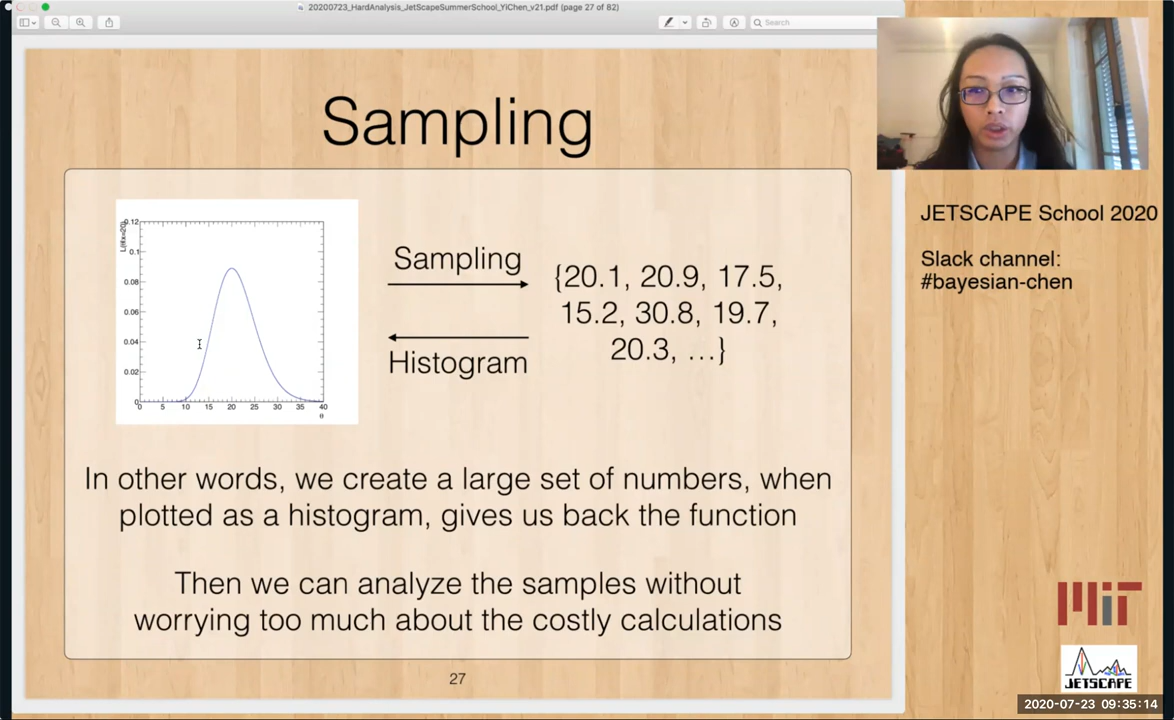 20200723_HardAnalysis_JetScapeSummerSchool_YiChen_v21.pdf (page 27 of 82)
Search
Sampling
0.12
0.1
0.08
0.06
0.04
0.02
0
0 5 10 15 20 25 30 35 40
θ
Sampling
Histogram
{20.1, 20.9, 17.5,
15.2, 30.8, 19.7,
20.3, …}
In other words, we create a large set of numbers, when
plotted as a histogram, gives us back the function
Then we can analyze the samples without
worrying too much about the costly calculations
27
JETSCAPE School 2020
Slack channel:
#bayesian-chen
MIT
JETSCAPE
2020-07-23 09:35:14